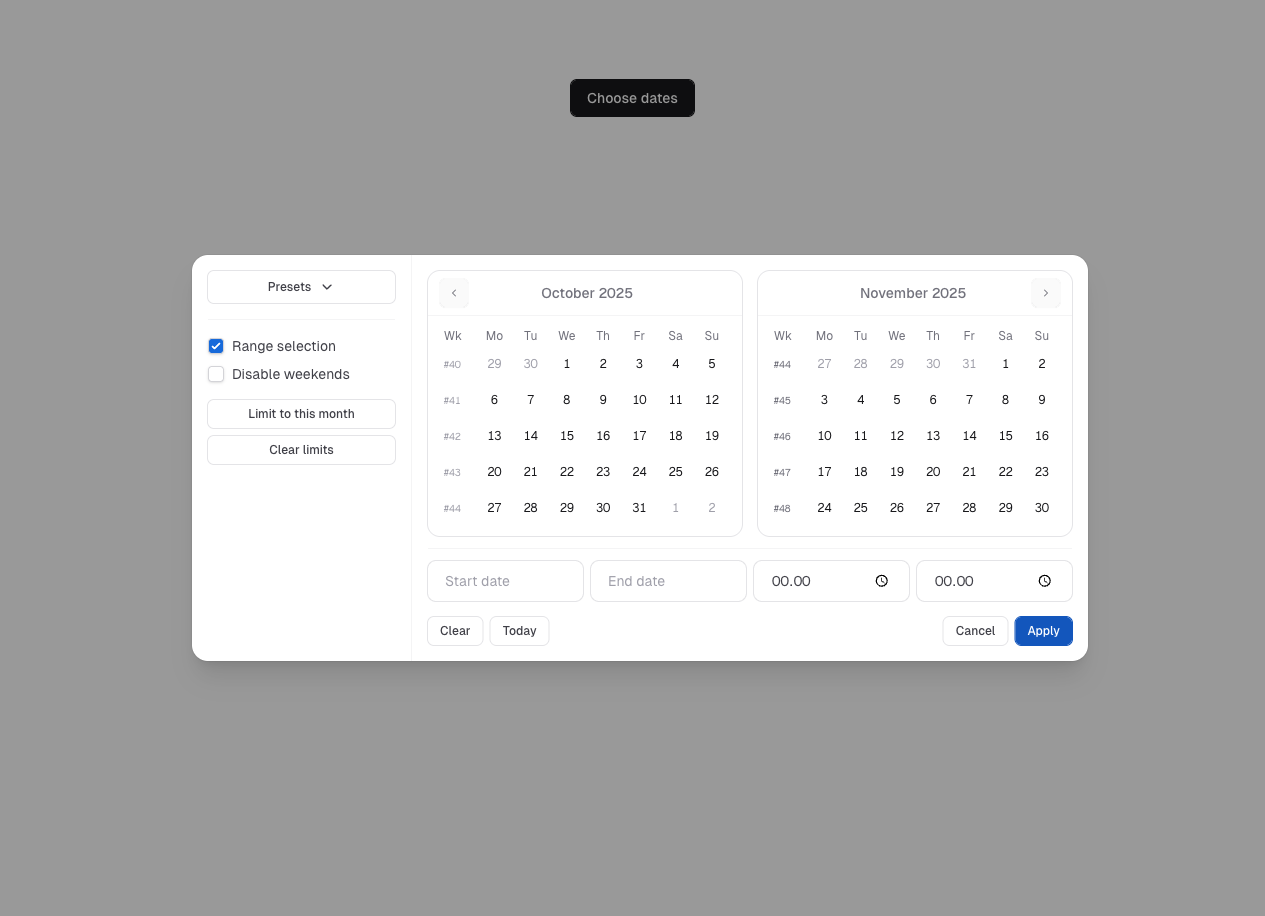 Choose dates
Presets
Range selection
Disable weekends
Limit to this month
Clear limits
October 2025
Wk Mo Tu We Th Fr Sa Su
#40 29 30 1 2 3 4 5
#41 6 7 8 9 10 11 12
#42 13 14 15 16 17 18 19
#43 20 21 22 23 24 25 26
#44 27 28 29 30 31 1 2
November 2025
Wk Mo Tu We Th Fr Sa Su
#44 27 28 29 30 31 1 2
#45 3 4 5 6 7 8 9
#46 10 11 12 13 14 15 16
#47 17 18 19 20 21 22 23
#48 24 25 26 27 28 29 30
Start date End date 00.00 00.00
Clear Today Cancel Apply